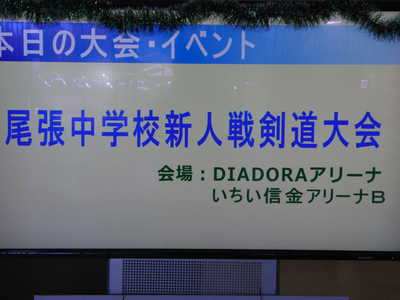 本日の大会・イベント
尾張中学校新人戦剣道大会
会場：DIADORAアリーナ
いちい信金アリーナB